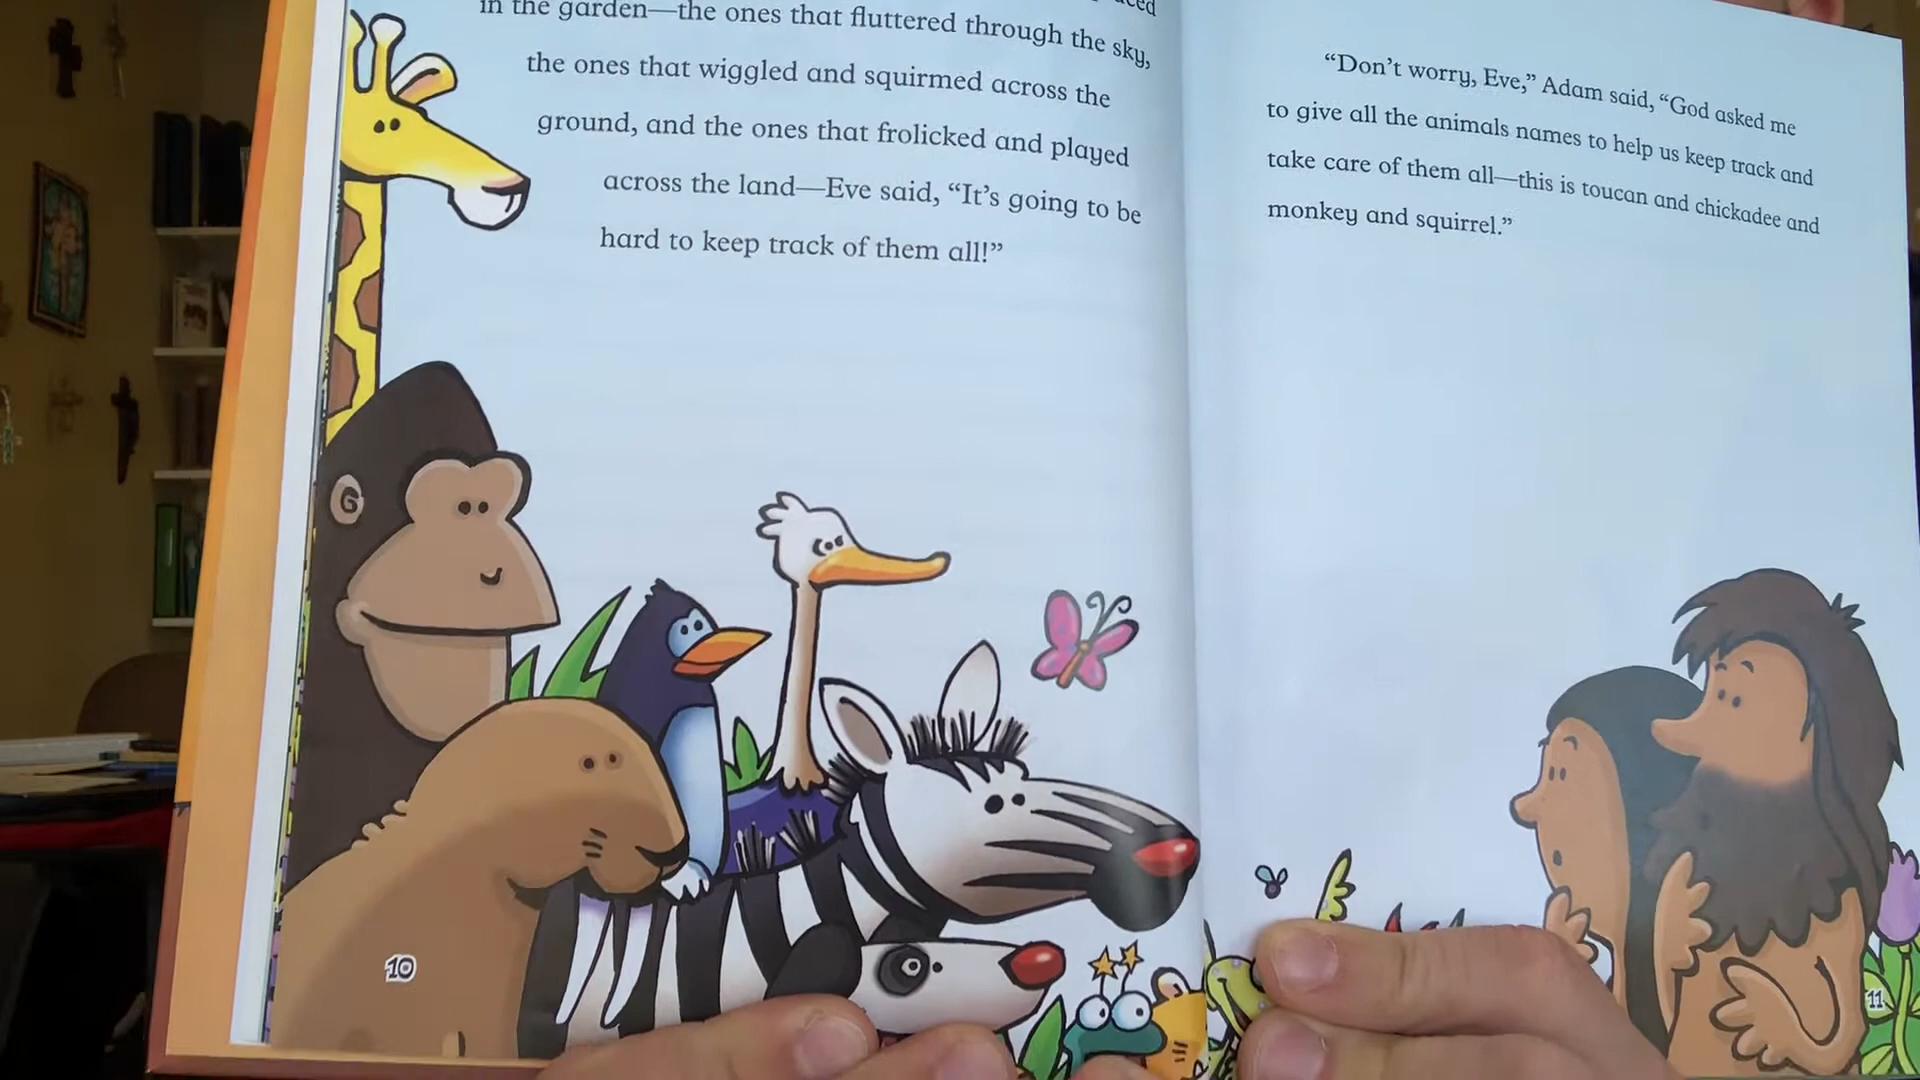 in the garden—the ones that fluttered through the sky,
the ones that wiggled and squirmed across the
ground, and the ones that frolicked and played
across the land—Eve said, “It’s going to be
hard to keep track of them all!”
10
“Don’t worry, Eve,” Adam said, “God asked me
to give all the animals names to help us keep track and
take care of them all—this is toucan and chickadee and
monkey and squirrel.”
11